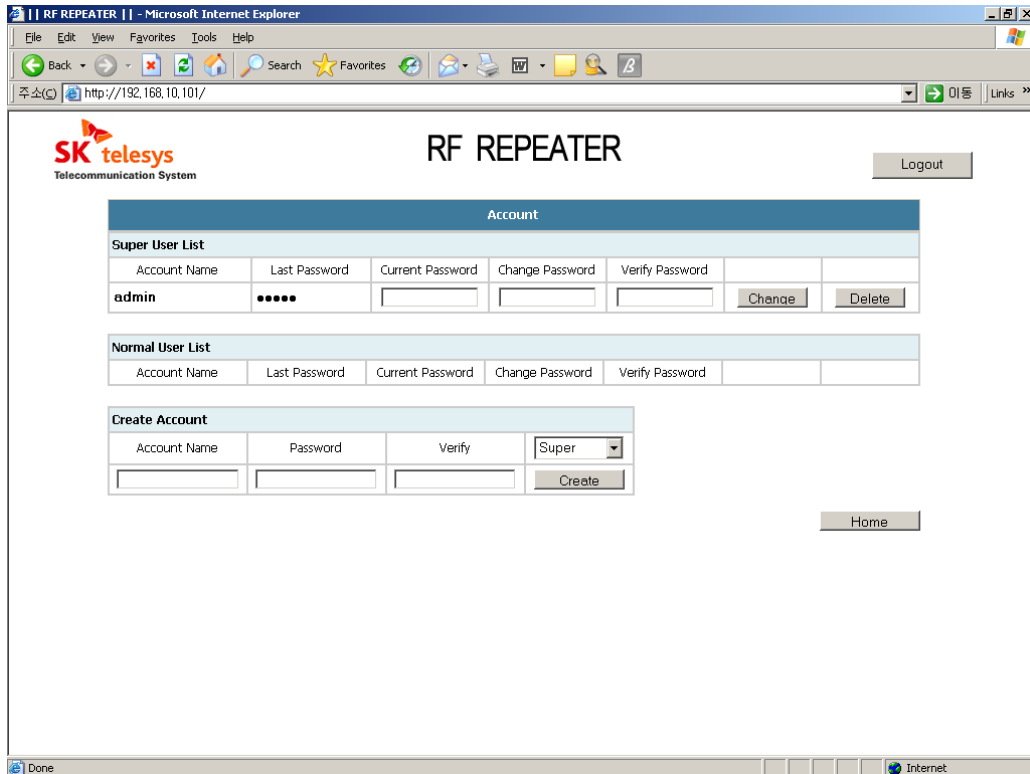 || RF REPEATER || - Microsoft Internet Explorer
File Edit View Favorites Tools Help
Back Search Favorites
주소(C) http://192,168,10,101/ 이동 Links »
SK telesys
Telecommunication System
RF REPEATER
Logout
Account
Super User List
Account Name Last Password Current Password Change Password Verify Password
admin ●●●●● Change Delete
Normal User List
Account Name Last Password Current Password Change Password Verify Password
Create Account
Account Name Password Verify Super
Create
Home
Done Internet